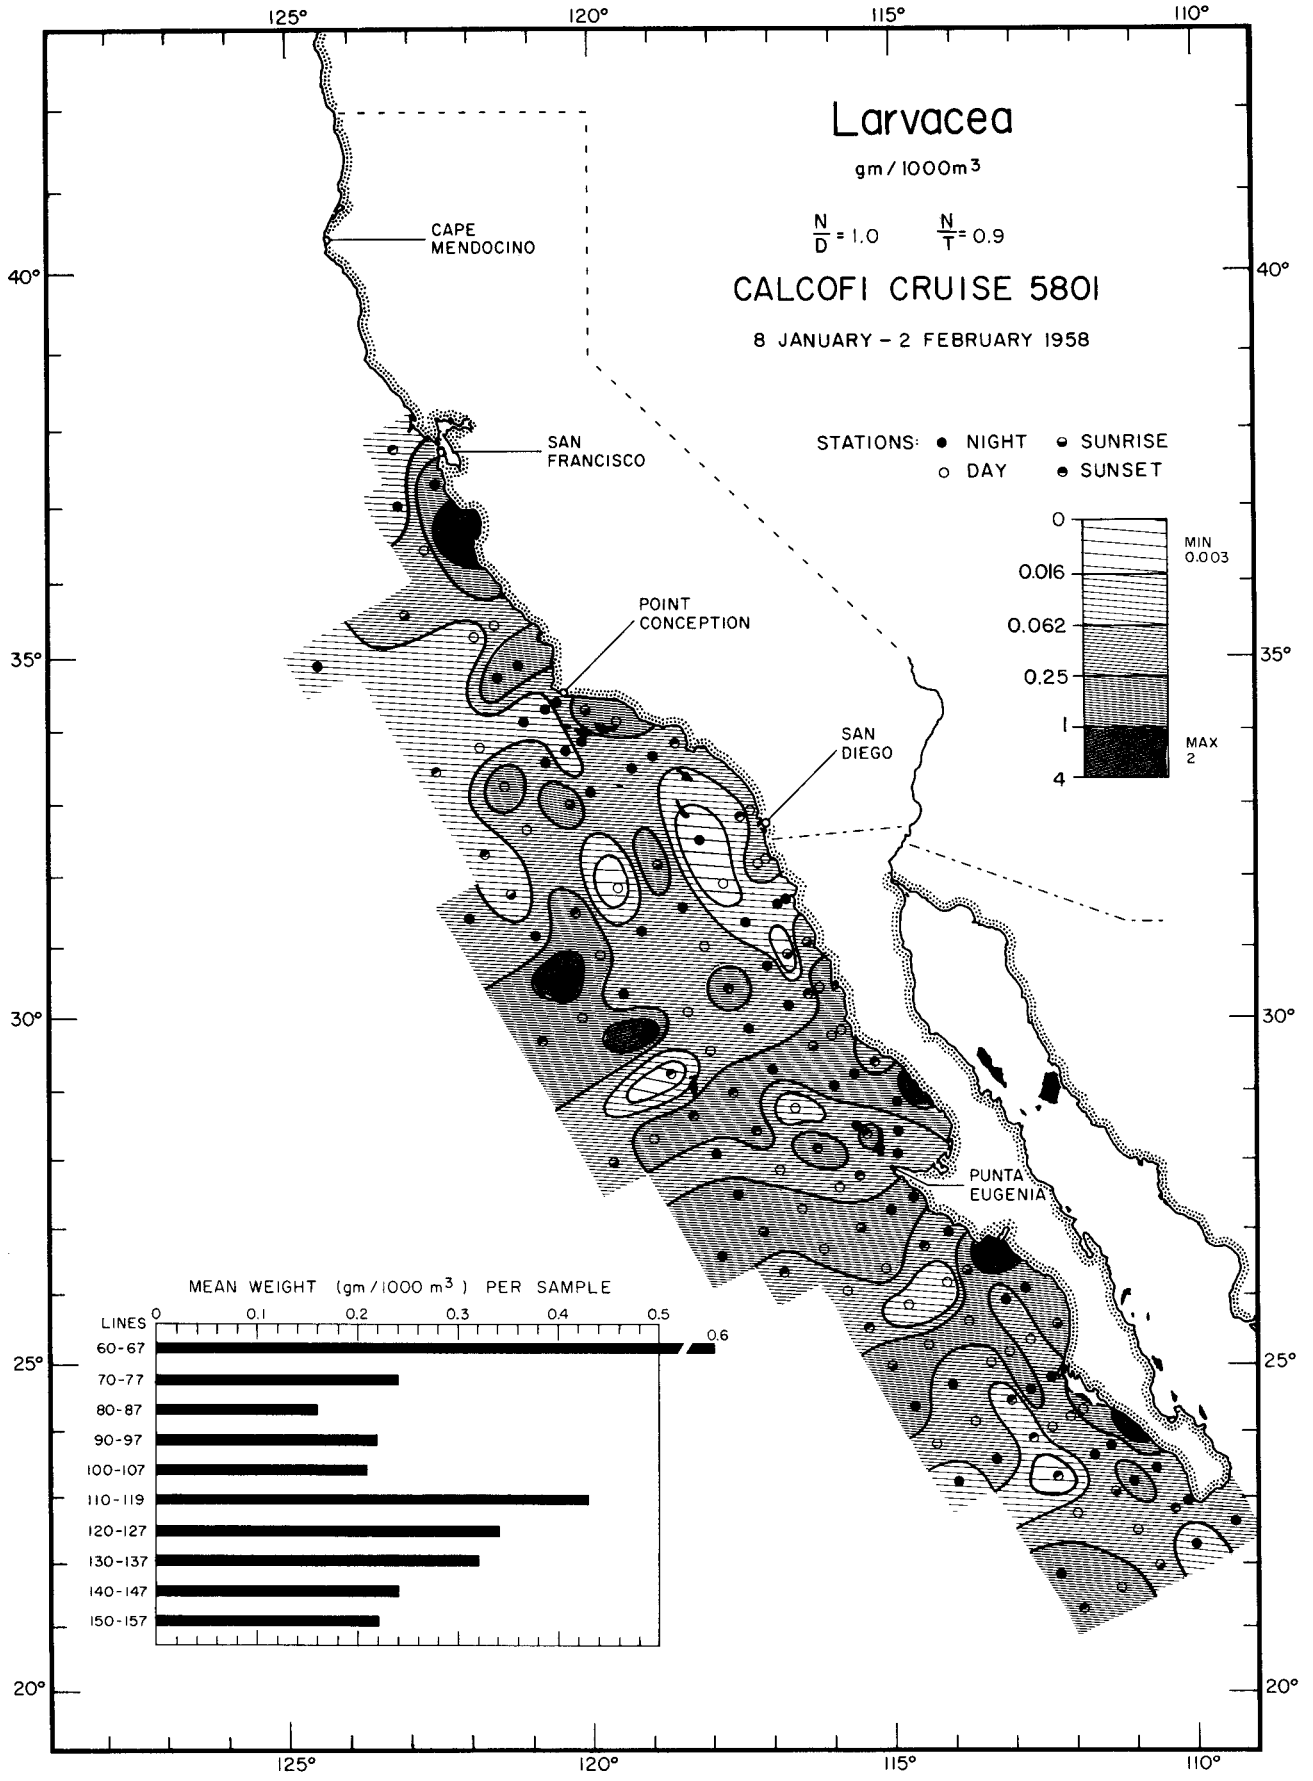 125° 120° 115° 110°
Larvacea
gm/1000m³
N/D = 1.0 N/T = 0.9
CALCOFI CRUISE 5801
8 JANUARY – 2 FEBRUARY 1958
CAPE
MENDOCINO
40° 40°
STATIONS: ● NIGHT SUNRISE
○ DAY SUNSET
SAN
FRANCISCO
0
MIN
0.003
0.016
0.062
0.25
1
MAX
2
4
POINT
CONCEPTION
35° 35°
SAN
DIEGO
30° 30°
PUNTA
EUGENIA
MEAN WEIGHT (gm/1000 m³) PER SAMPLE
LINES 0 0.1 0.2 0.3 0.4 0.5
0.6
60-67
25° 25°
70-77
80-87
90-97
100-107
110-119
120-127
130-137
140-147
150-157
20° 20°
125° 120° 115° 110°